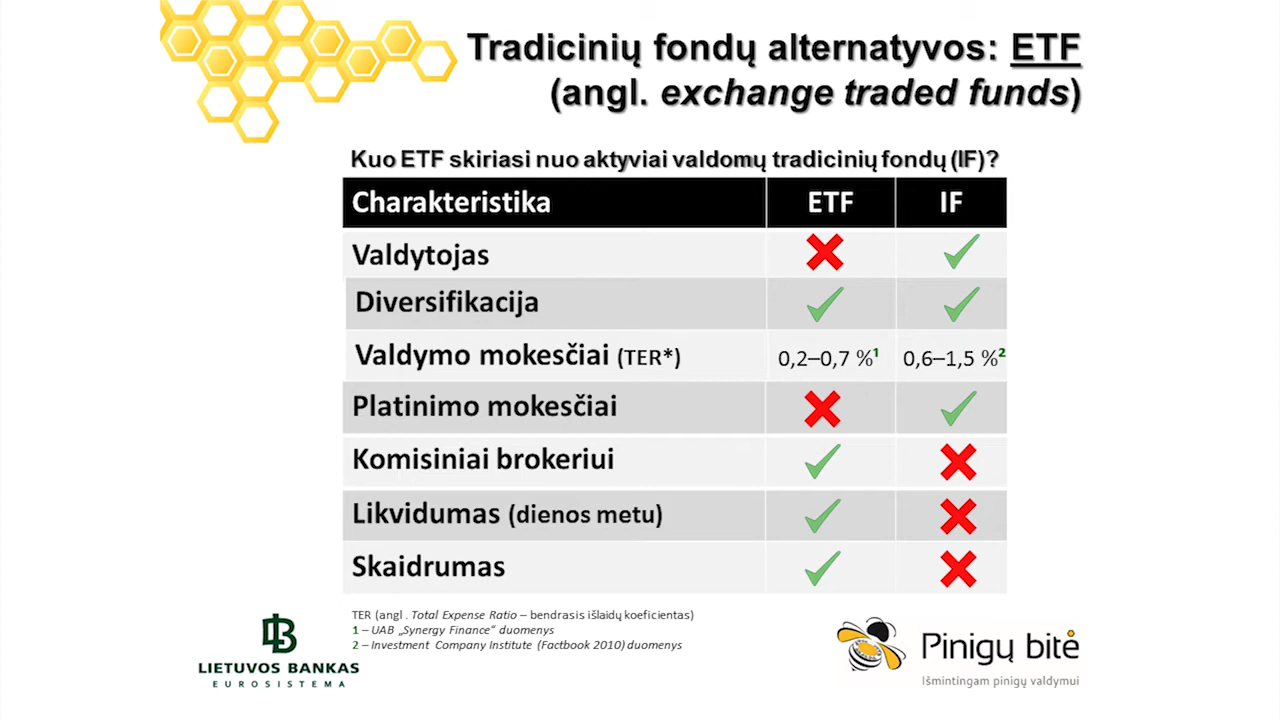 Tradicinių fondų alternatyvos: ETF
(angl. exchange traded funds)
Kuo ETF skiriasi nuo aktyviai valdomų tradicinių fondų (IF)?
Charakteristika ETF IF
Valdytojas
Diversifikacija
Valdymo mokesčiai (TER*) 0,2–0,7 %¹ 0,6–1,5 %²
Platinimo mokesčiai
Komisiniai brokeriui
Likvidumas (dienos metu)
Skaidrumas
TER (angl . Total Expense Ratio – bendrasis išlaidų koeficientas)
1 – UAB „Synergy Finance“ duomenys
2 – Investment Company Institute (Factbook 2010) duomenys
LIETUVOS BANKAS
EUROSISTEMA
Pinigų bitė
Išmintingam pinigų valdymui